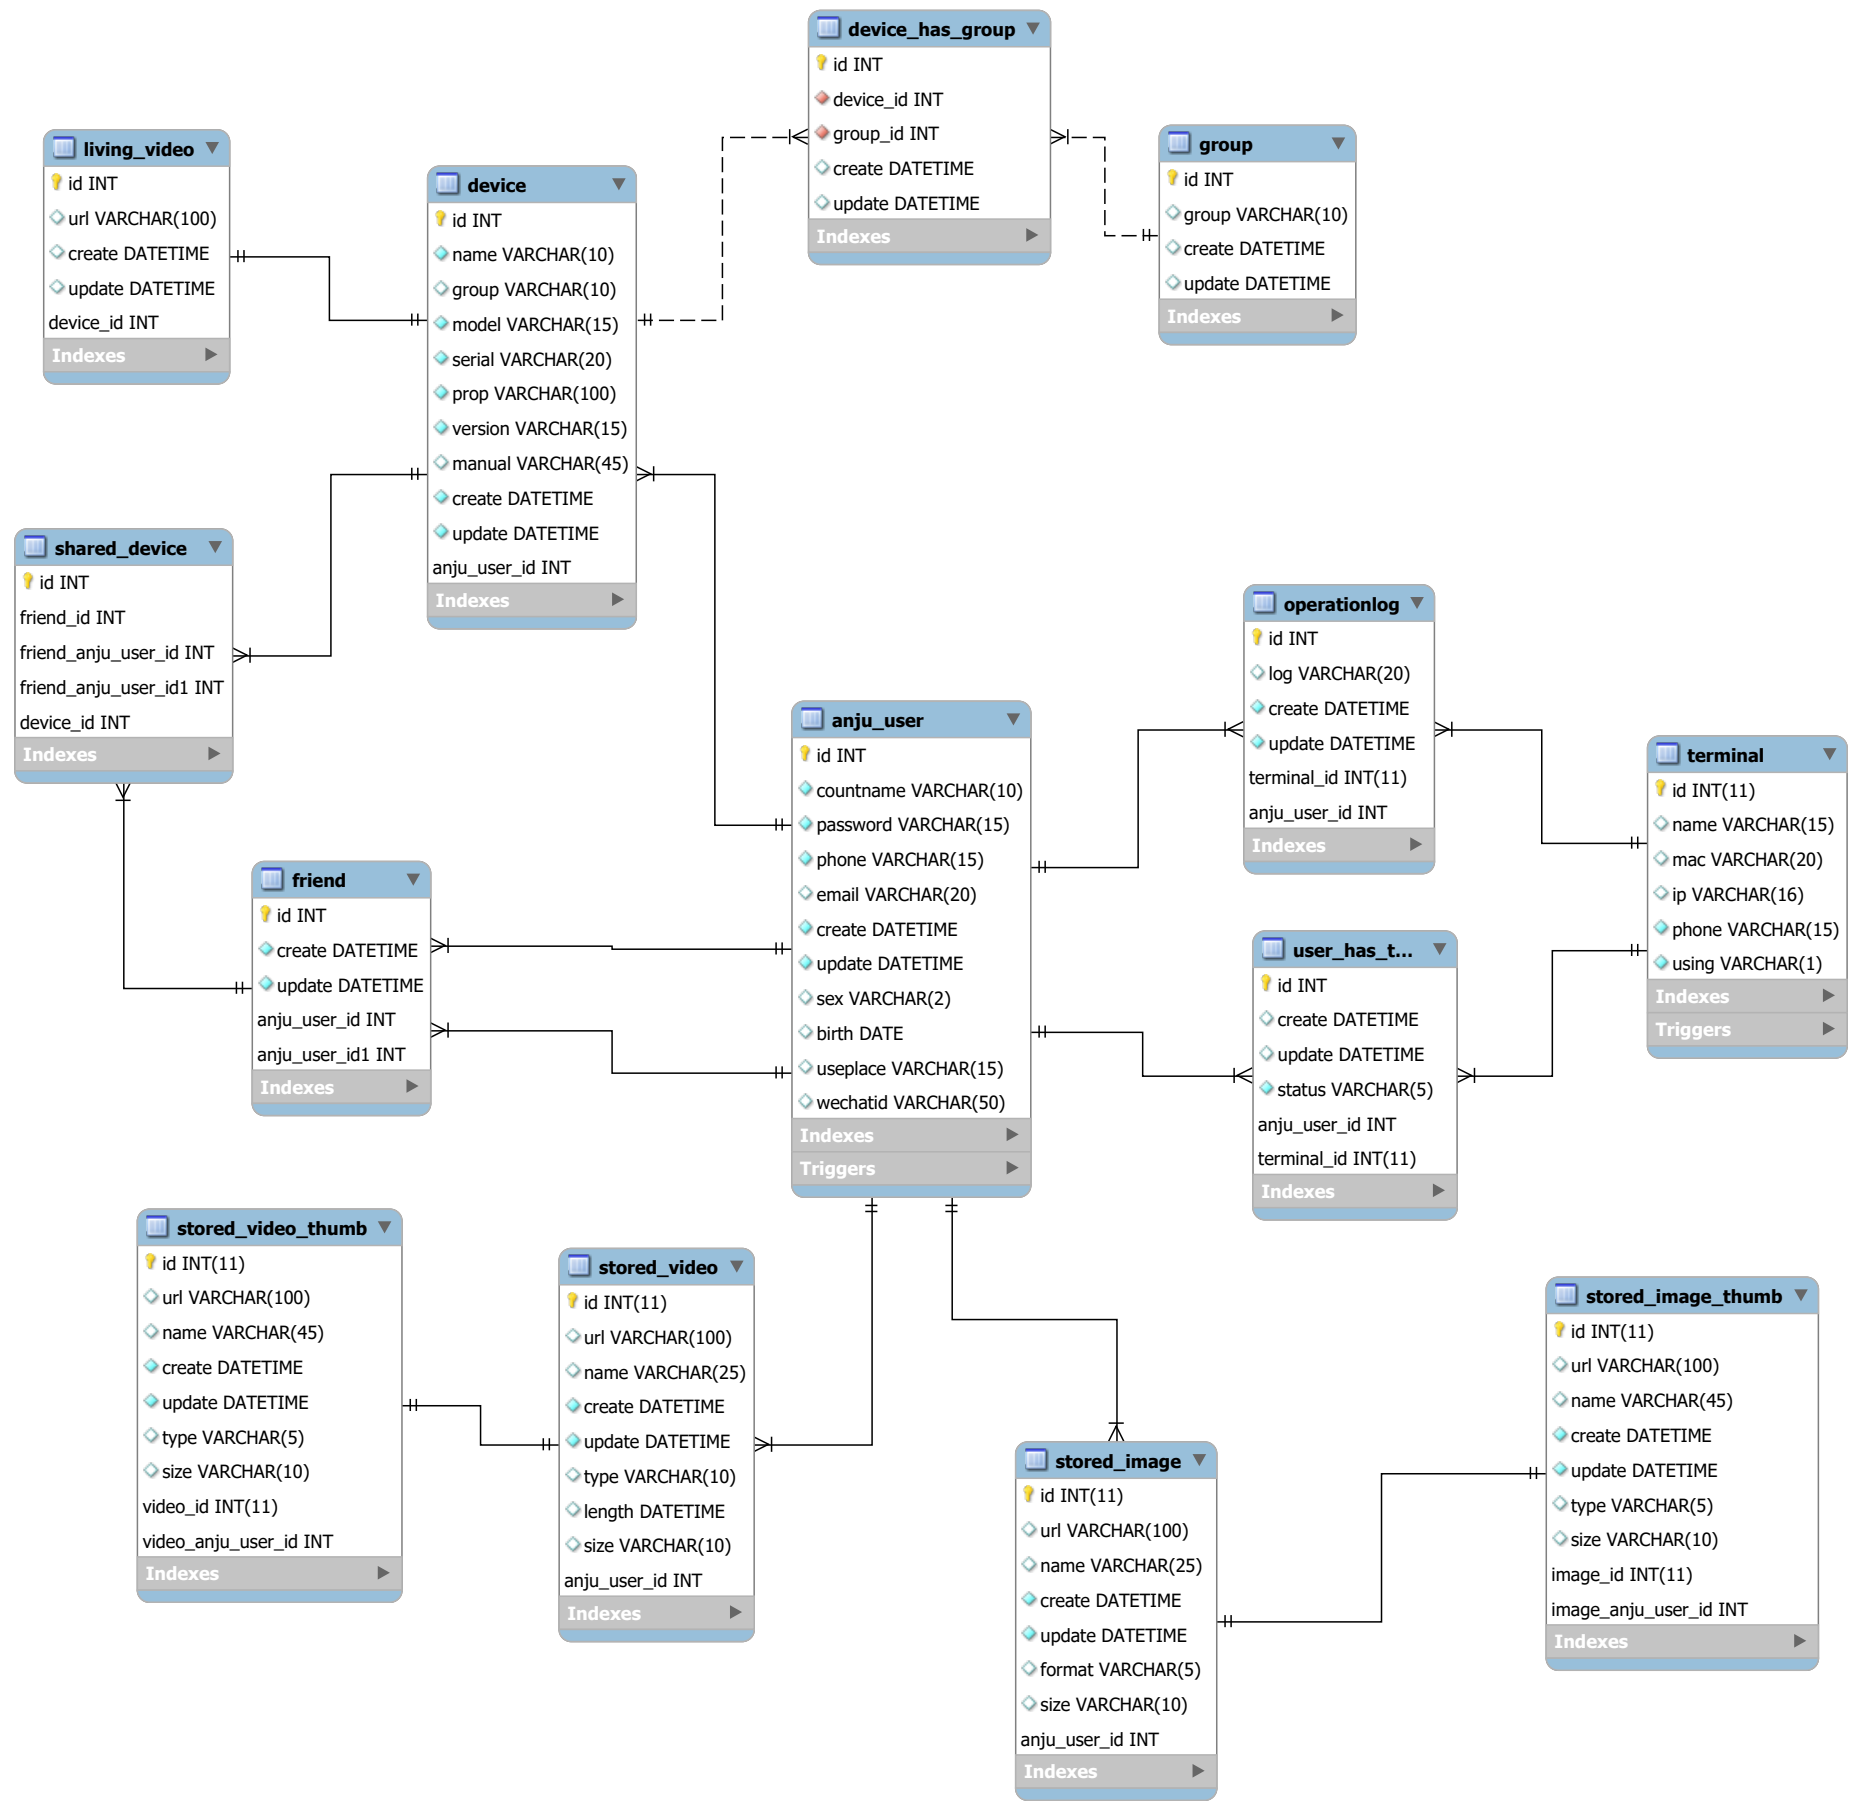 device_has_group
id INT
device_id INT
group_id INT
create DATETIME
update DATETIME
Indexes
living_video
id INT
url VARCHAR(100)
create DATETIME
update DATETIME
device_id INT
Indexes
device
id INT
name VARCHAR(10)
group VARCHAR(10)
model VARCHAR(15)
serial VARCHAR(20)
prop VARCHAR(100)
version VARCHAR(15)
manual VARCHAR(45)
create DATETIME
update DATETIME
anju_user_id INT
Indexes
group
id INT
group VARCHAR(10)
create DATETIME
update DATETIME
Indexes
shared_device
id INT
friend_id INT
friend_anju_user_id INT
friend_anju_user_id1 INT
device_id INT
Indexes
operationlog
id INT
log VARCHAR(20)
create DATETIME
update DATETIME
terminal_id INT(11)
anju_user_id INT
Indexes
anju_user
id INT
countname VARCHAR(10)
password VARCHAR(15)
phone VARCHAR(15)
email VARCHAR(20)
create DATETIME
update DATETIME
sex VARCHAR(2)
birth DATE
useplace VARCHAR(15)
wechatid VARCHAR(50)
Indexes
Triggers
terminal
id INT(11)
name VARCHAR(15)
mac VARCHAR(20)
ip VARCHAR(16)
phone VARCHAR(15)
using VARCHAR(1)
Indexes
Triggers
friend
id INT
create DATETIME
update DATETIME
anju_user_id INT
anju_user_id1 INT
Indexes
user_has_t...
id INT
create DATETIME
update DATETIME
status VARCHAR(5)
anju_user_id INT
terminal_id INT(11)
Indexes
stored_video_thumb
id INT(11)
url VARCHAR(100)
name VARCHAR(45)
create DATETIME
update DATETIME
type VARCHAR(5)
size VARCHAR(10)
video_id INT(11)
video_anju_user_id INT
Indexes
stored_video
id INT(11)
url VARCHAR(100)
name VARCHAR(25)
create DATETIME
update DATETIME
type VARCHAR(10)
length DATETIME
size VARCHAR(10)
anju_user_id INT
Indexes
stored_image
id INT(11)
url VARCHAR(100)
name VARCHAR(25)
create DATETIME
update DATETIME
format VARCHAR(5)
size VARCHAR(10)
anju_user_id INT
Indexes
stored_image_thumb
id INT(11)
url VARCHAR(100)
name VARCHAR(45)
create DATETIME
update DATETIME
type VARCHAR(5)
size VARCHAR(10)
image_id INT(11)
image_anju_user_id INT
Indexes